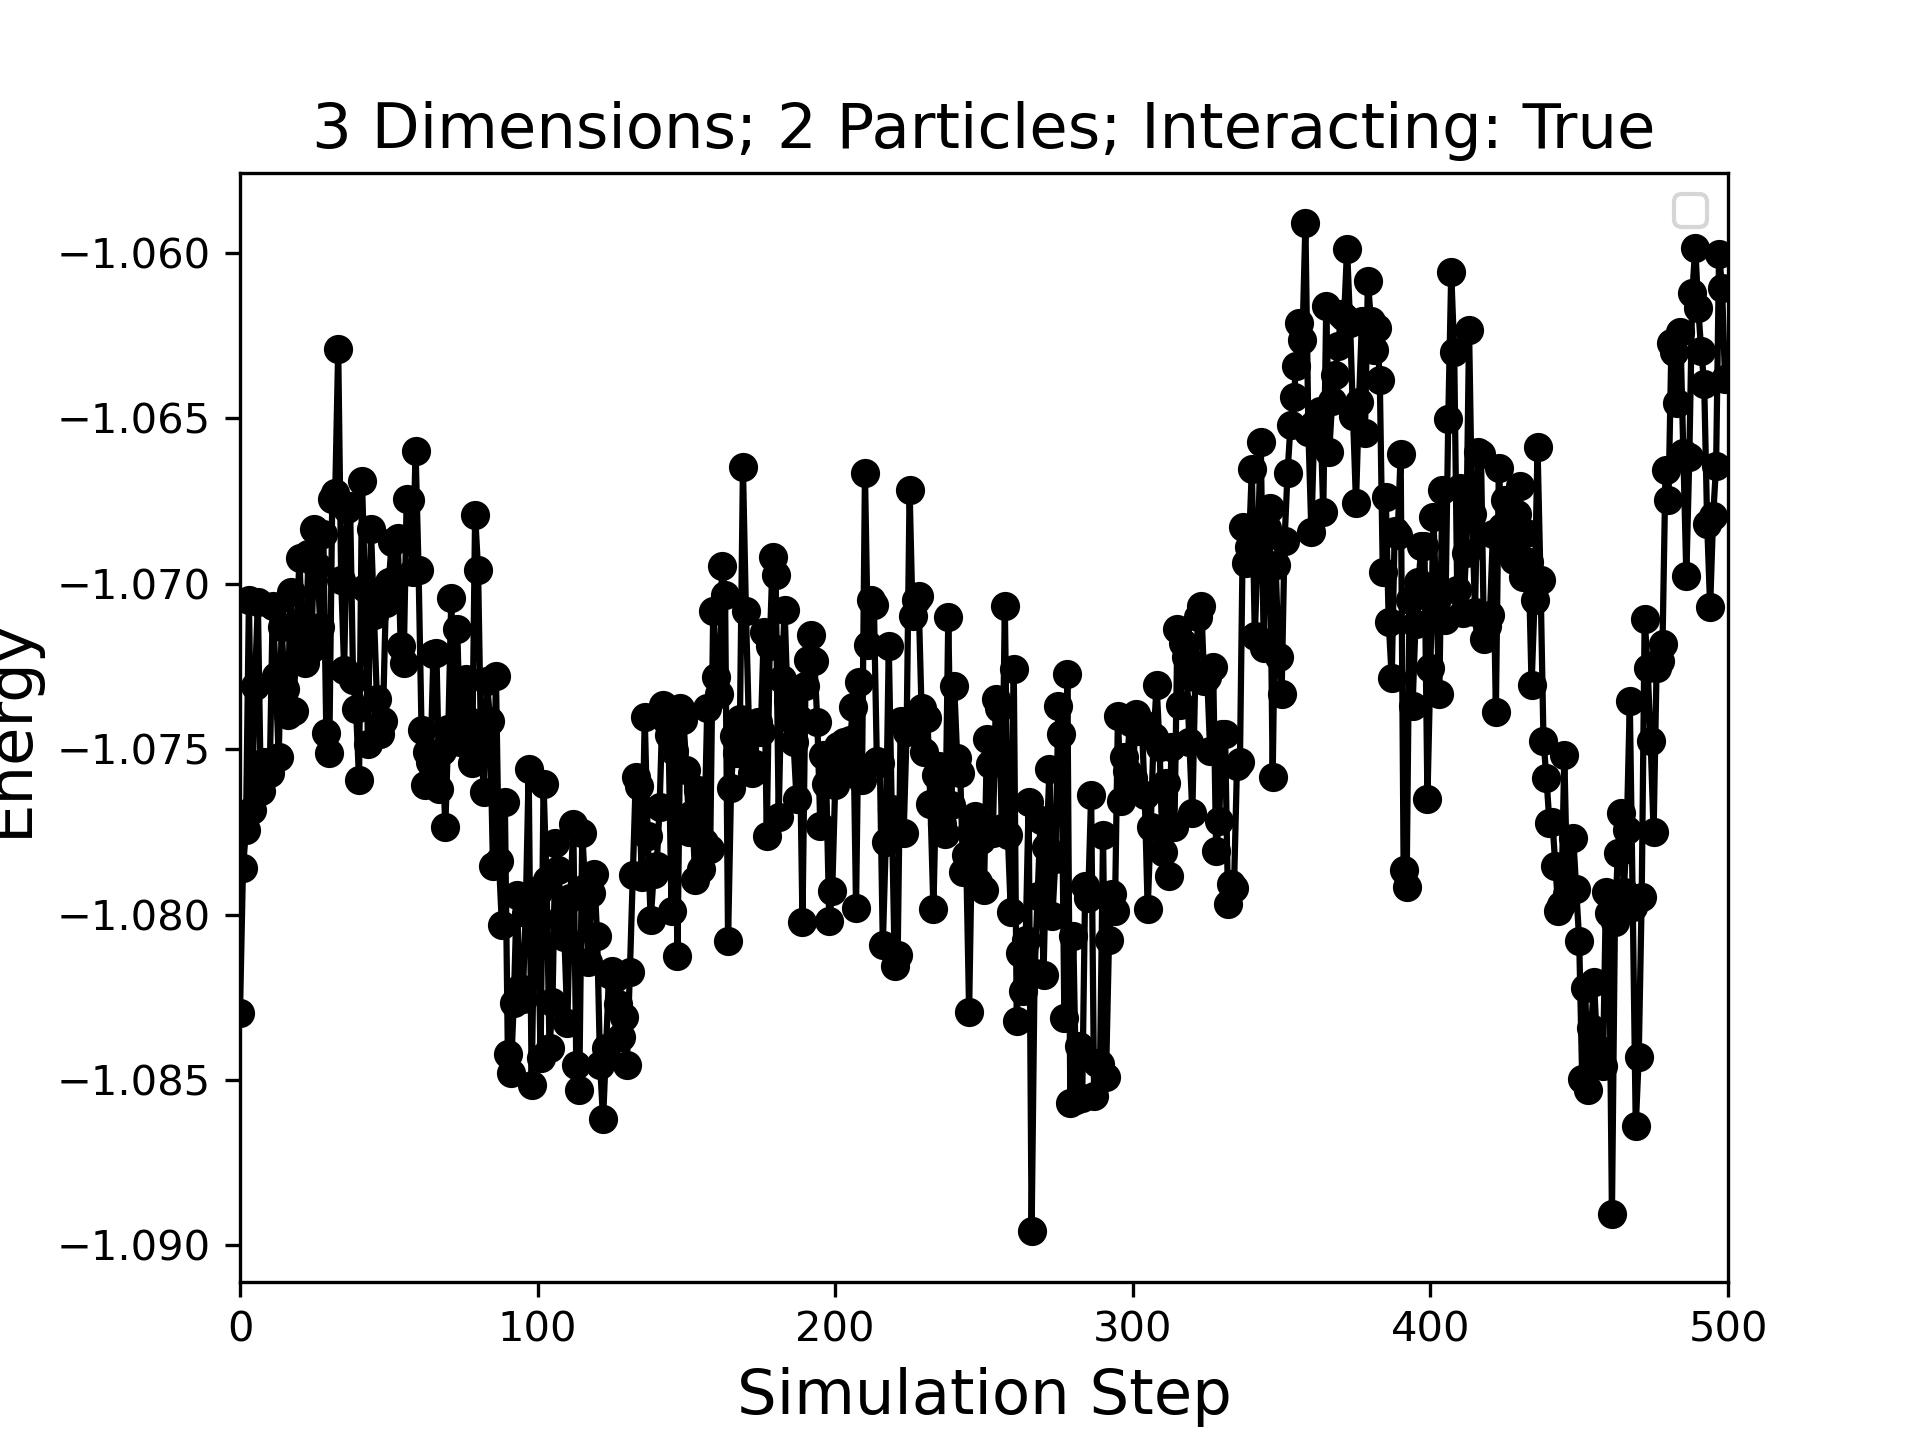 3 Dimensions; 2 Particles; Interacting: True
Energy
−1.060
−1.065
−1.070
−1.075
−1.080
−1.085
−1.090
0 100 200 300 400 500
Simulation Step